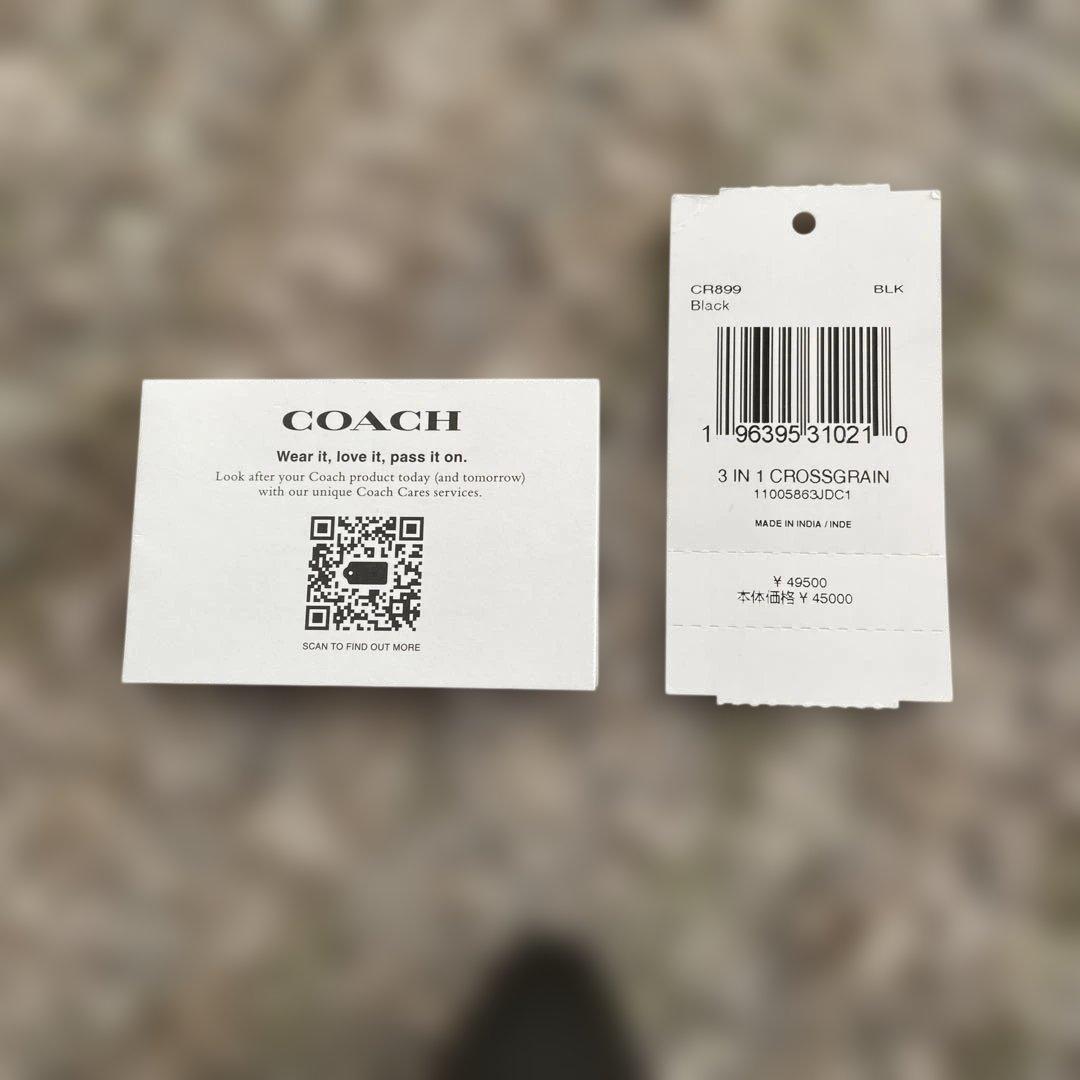 COACH
Wear it, love it, pass it on.
Look after your Coach product today (and tomorrow)
with our unique Coach Cares services.
SCAN TO FIND OUT MORE
CR899 BLK
Black
1 96395 31021 0
3 IN 1 CROSSGRAIN
11005863JDC1
MADE IN INDIA / INDE
¥ 49500
本体価格 ¥ 45000